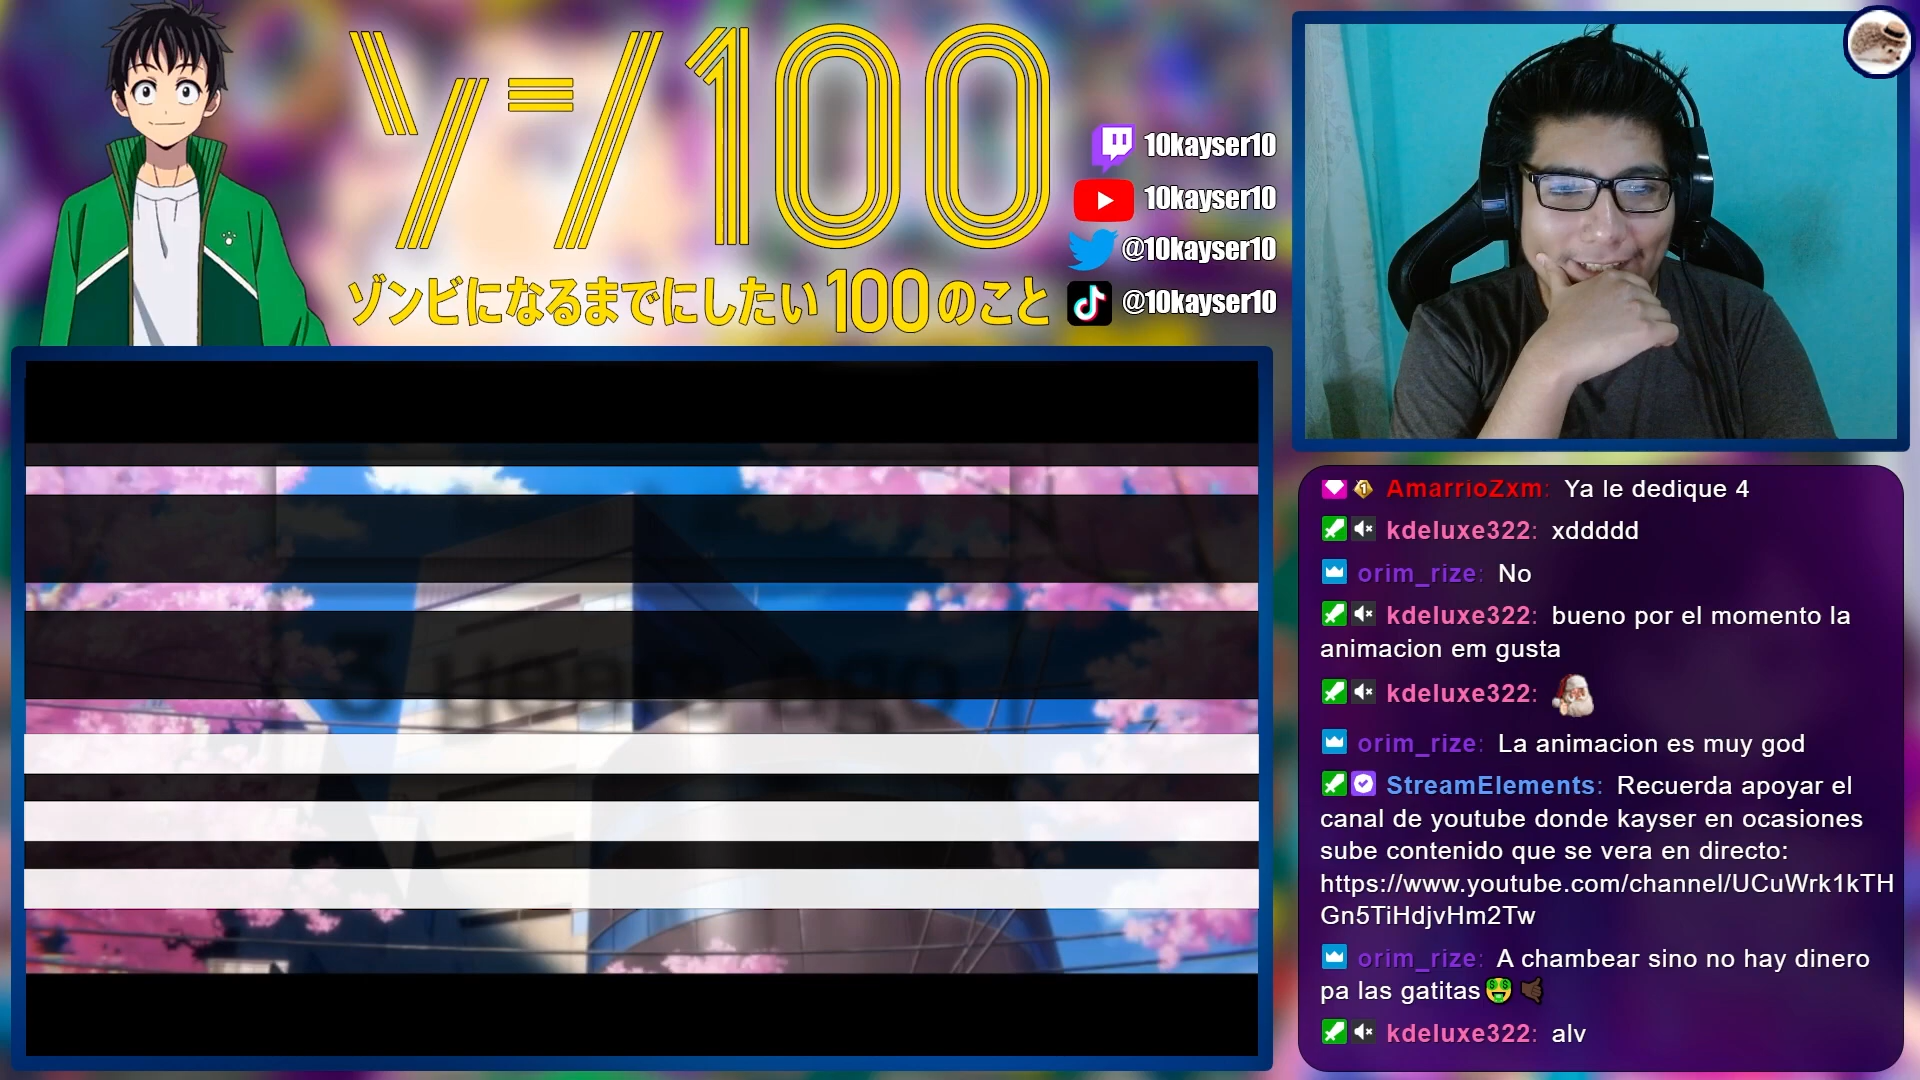 ゾン/100
ゾンビになるまでにしたい100のこと
10kayser10
10kayser10
@10kayser10
@10kayser10
3 years ago
AmarrioZxm: Ya le dedique 4
kdeluxe322: xddddd
orim_rize: No
kdeluxe322: bueno por el momento la
animacion em gusta
kdeluxe322:
orim_rize: La animacion es muy god
StreamElements: Recuerda apoyar el
canal de youtube donde kayser en ocasiones
sube contenido que se vera en directo:
https://www.youtube.com/channel/UCuWrk1kTH
Gn5TiHdjvHm2Tw
orim_rize: A chambear sino no hay dinero
pa las gatitas🤑🤙🏿
kdeluxe322: alv